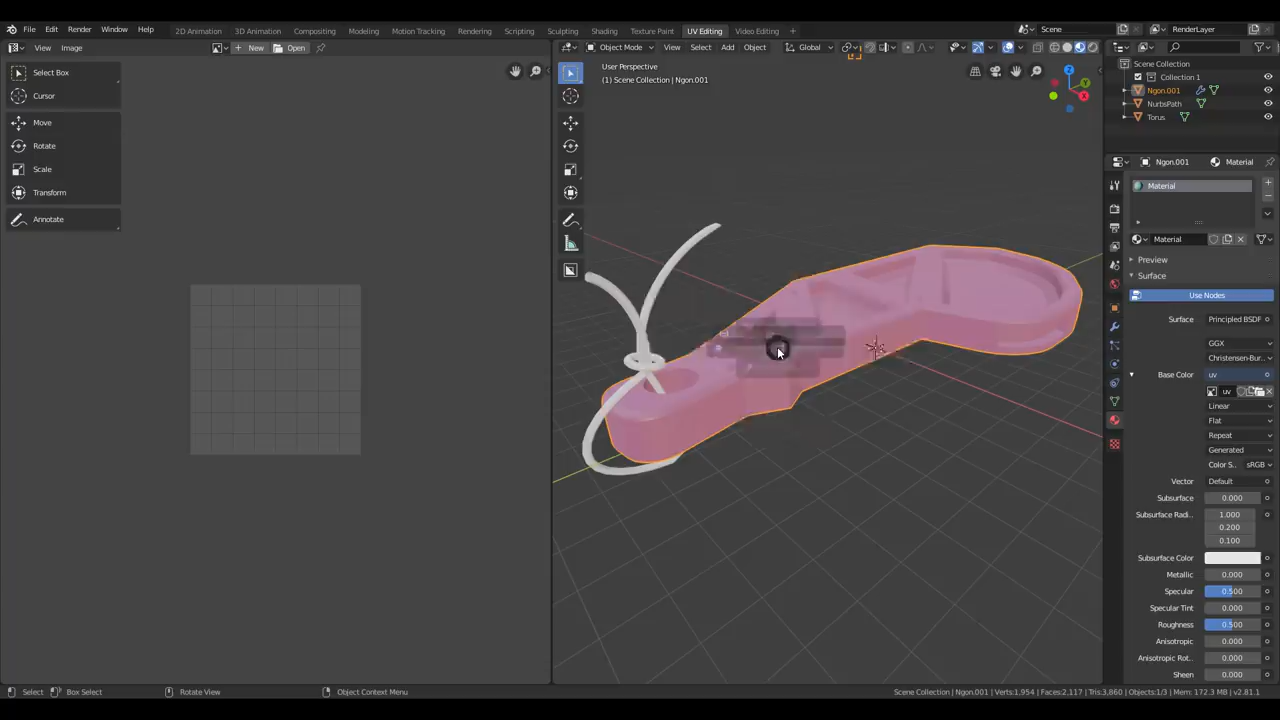 File Edit Render Window Help 2D Animation 3D Animation Compositing Modeling Motion Tracking Rendering Scripting Sculpting Texture Paint UV Editing Video Editing Scene RenderLayer
View Image New Open Object Mode View Select Add Object Global
Select Box
Cursor
Move
Rotate
Scale
Transform
Annotate
User Perspective
(1) Scene Collection | Ngon.001
Z
Y
X
Scene Collection
Collection 1
Ngon.001
NurbsPath
Torus
Ngon.001 Material
Material
Material
Preview
Surface
Use Nodes
Surface Principled BSDF
GGX
Christensen-Bur..
Base Color uv
uv
Linear
Flat
Repeat
Generated
Color S.. sRGB
Vector Default
Subsurface 0.000
Subsurface Radi.. 1.000
0.200
0.100
Subsurface Color
Metallic 0.000
Specular 0.500
Specular Tint 0.000
Roughness 0.500
Anisotropic 0.000
Anisotropic Rot.. 0.000
Sheen 0.000
Select Box Select Rotate View Object Context Menu Scene Collection | Ngon.001 | Verts:1,954 | Faces:2,117 | Tris:3,860 | Objects:1/3 | Mem: 172.3 MB | v2.81.1